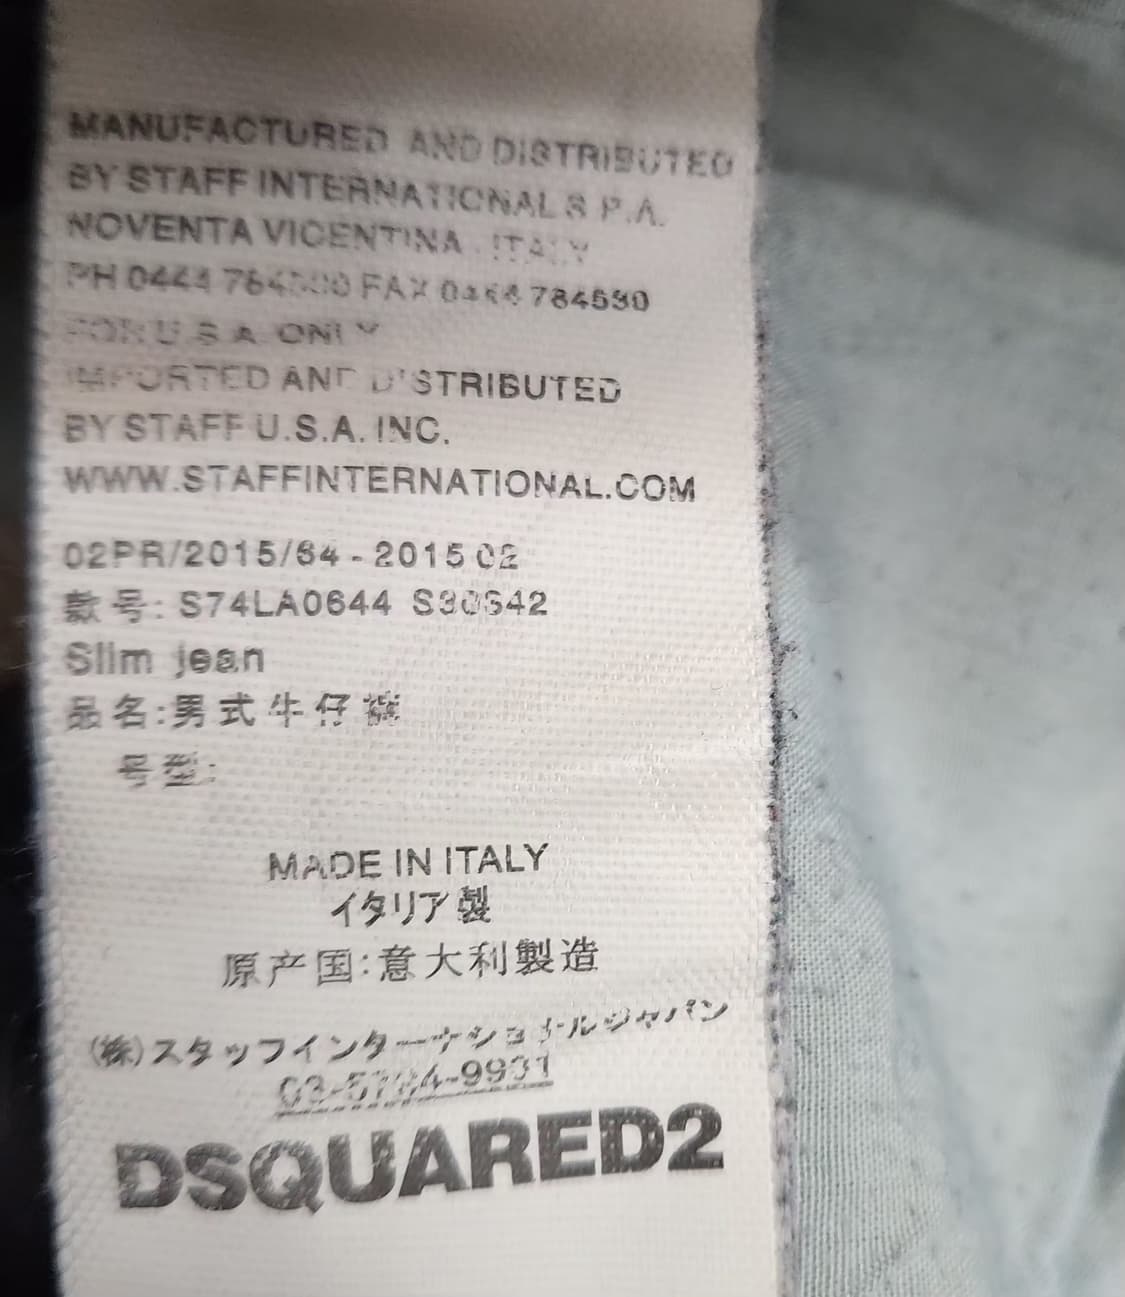 MANUFACTURED AND DISTRIBUTED
BY STAFF INTERNATIONAL S.P.A.
NOVENTA VICENTINA . ITALY
PH 0444 FAX 0444 784590
FOR U.S.A. ONLY
IMPORTED AND DISTRIBUTED
BY STAFF U.S.A. INC.
WWW.STAFFINTERNATIONAL.COM
02PR/2015/64 - 2015 02
款号: S74LA0644 S30342
Slim jean
品名:男式牛仔裤
号型:
MADE IN ITALY
イタリア製
原产国:意大利製造
(株)スタッフインターナショナルジャパン
DSQUARED2